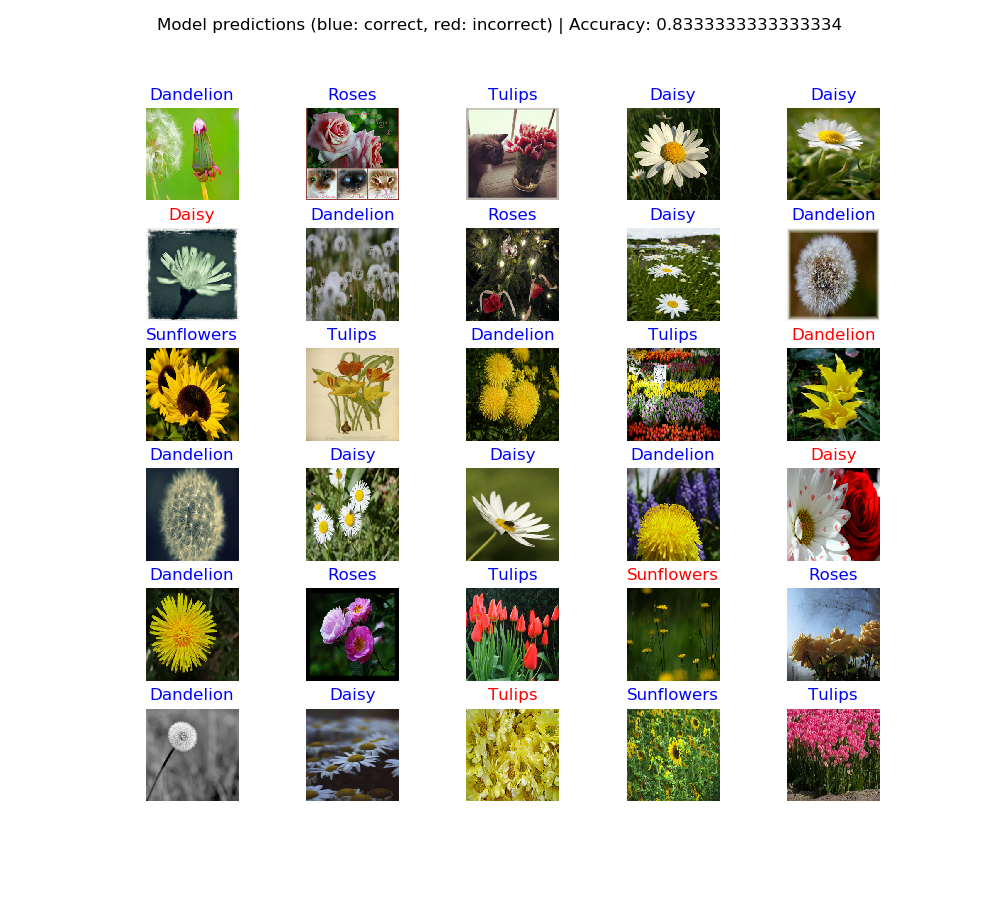 Model predictions (blue: correct, red: incorrect) | Accuracy: 0.8333333333333334
Dandelion Roses Tulips Daisy Daisy
Daisy Dandelion Roses Daisy Dandelion
Sunflowers Tulips Dandelion Tulips Dandelion
Dandelion Daisy Daisy Dandelion Daisy
Dandelion Roses Tulips Sunflowers Roses
Dandelion Daisy Tulips Sunflowers Tulips